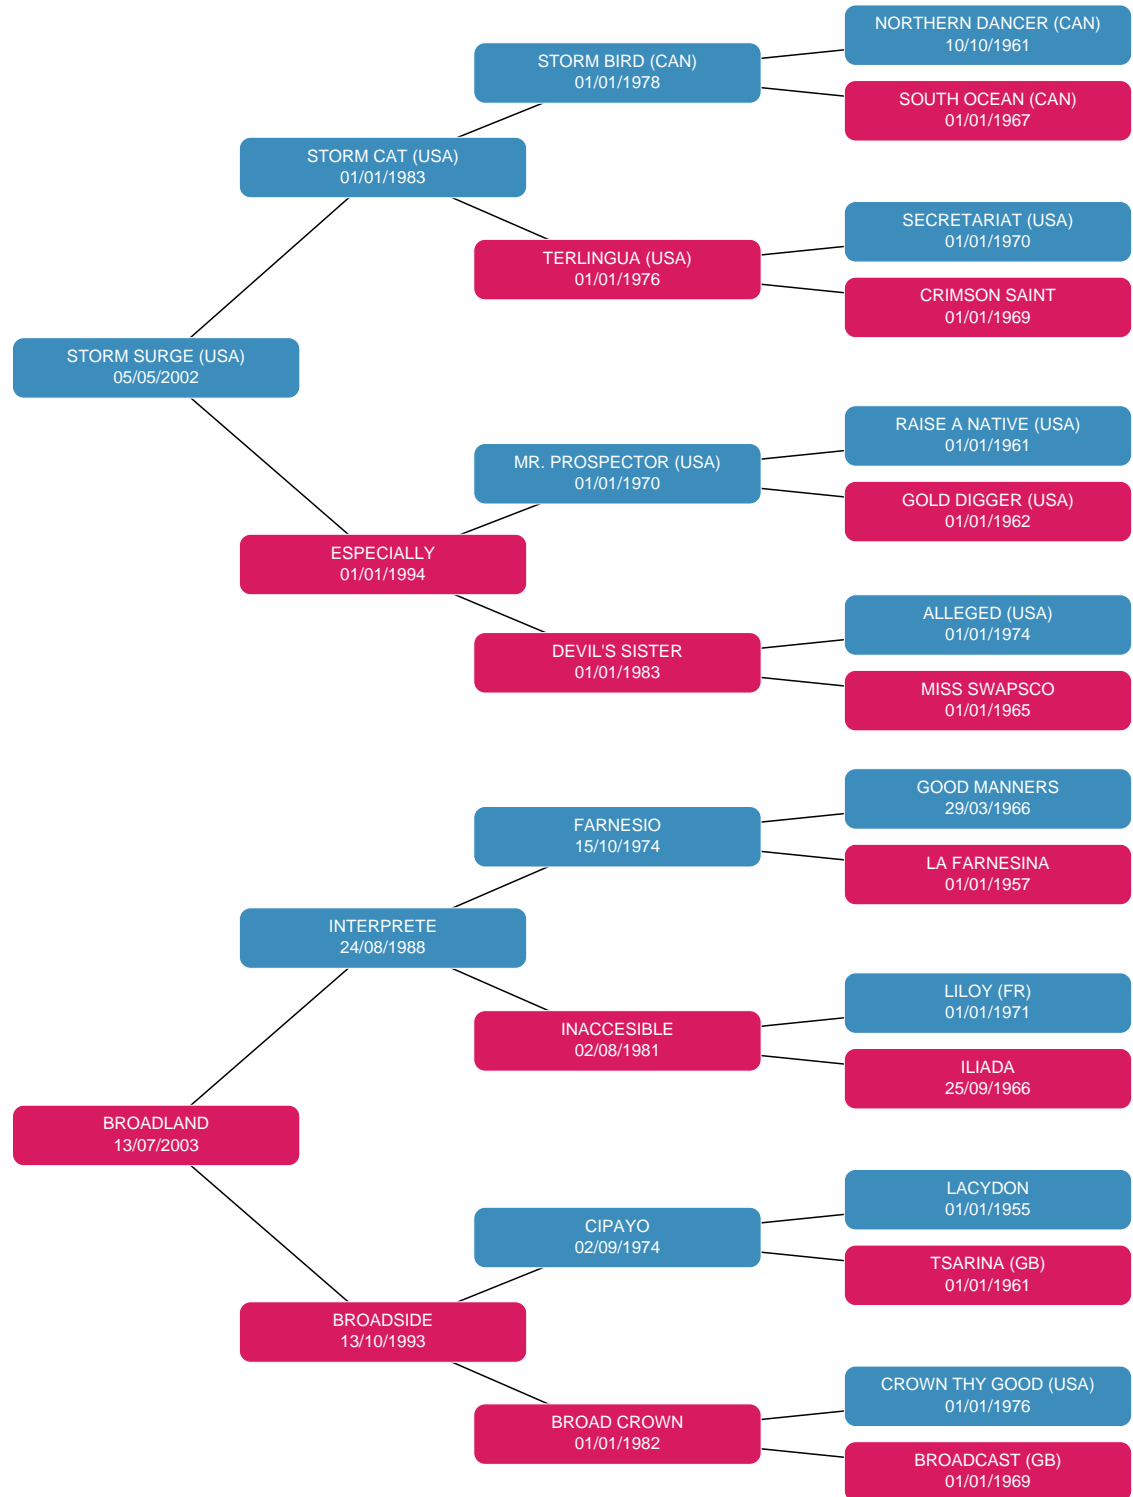 NORTHERN DANCER (CAN)
10/10/1961
STORM BIRD (CAN)
01/01/1978
SOUTH OCEAN (CAN)
01/01/1967
STORM CAT (USA)
01/01/1983
SECRETARIAT (USA)
01/01/1970
TERLINGUA (USA)
01/01/1976
CRIMSON SAINT
01/01/1969
STORM SURGE (USA)
05/05/2002
RAISE A NATIVE (USA)
01/01/1961
MR. PROSPECTOR (USA)
01/01/1970
GOLD DIGGER (USA)
01/01/1962
ESPECIALLY
01/01/1994
ALLEGED (USA)
01/01/1974
DEVIL'S SISTER
01/01/1983
MISS SWAPSCO
01/01/1965
GOOD MANNERS
29/03/1966
FARNESIO
15/10/1974
LA FARNESINA
01/01/1957
INTERPRETE
24/08/1988
LILOY (FR)
01/01/1971
INACCESIBLE
02/08/1981
ILIADA
25/09/1966
BROADLAND
13/07/2003
LACYDON
01/01/1955
CIPAYO
02/09/1974
TSARINA (GB)
01/01/1961
BROADSIDE
13/10/1993
CROWN THY GOOD (USA)
01/01/1976
BROAD CROWN
01/01/1982
BROADCAST (GB)
01/01/1969